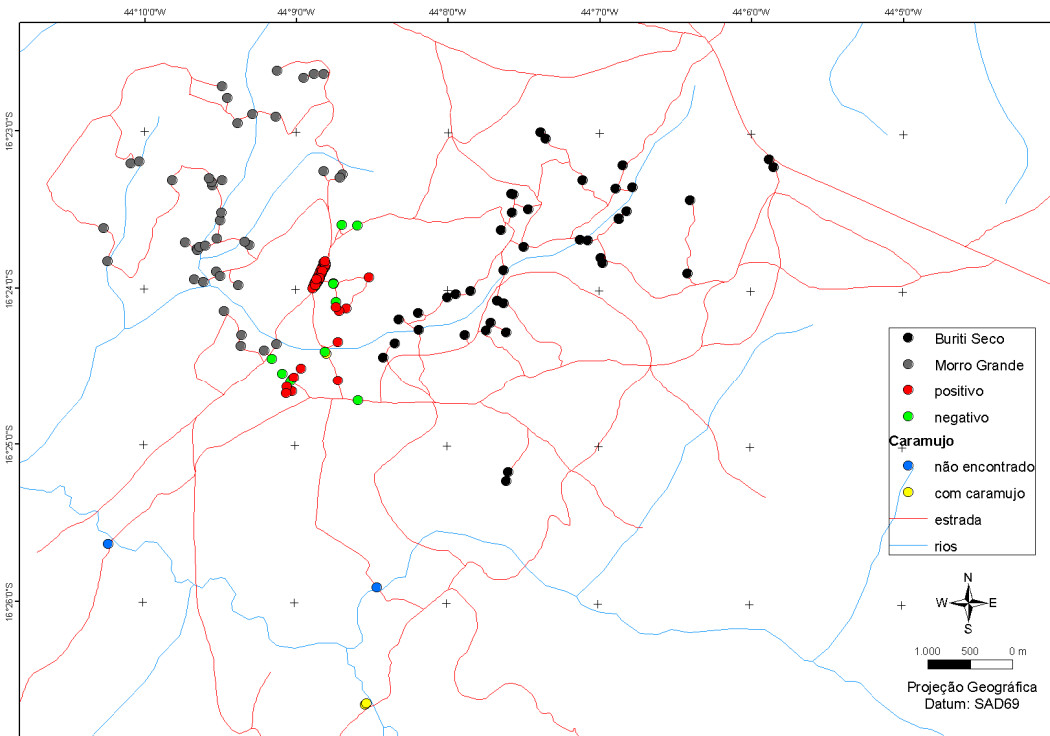 44°10'0"W 44°9'0"W 44°8'0"W 44°7'0"W 44°6'0"W 44°5'0"W
16°23'0"S
16°24'0"S
16°25'0"S
16°26'0"S
Buriti Seco
Morro Grande
positivo
negativo
Caramujo
não encontrado
com caramujo
estrada
rios
N
W E
S
1.000 500 0 m
Projeção Geográfica
Datum: SAD69